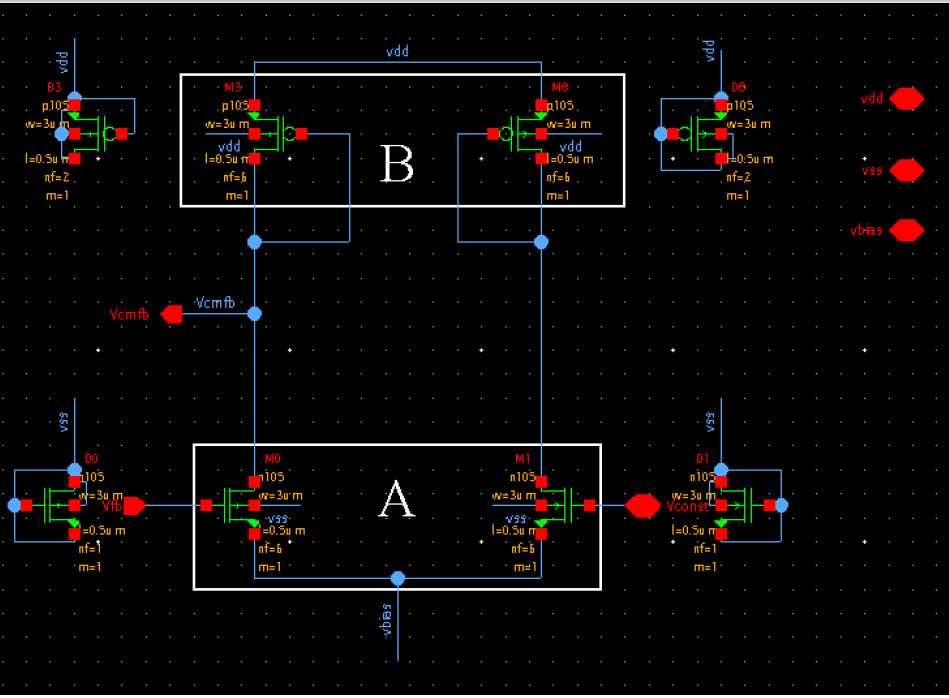 vdd
vdd
vdd
D3
p105
w=3u m
l=0.5u m
nf=2
m=1
M3
p105
vdd
l=0.5u m
nf=6
m=1
B
M8
p105
vdd
l=0.5u m
nf=6
m=1
p105
w=3u m
l=0.5u m
nf=2
m=1
vdd
vss
vbias
Vcmfb
Vcmfb
vss
vss
D0
n105
w=3u m
Vfb
l=0.5u m
nf=1
m=1
M0
n105
w=3u m
vss
l=0.5u m
nf=6
m=1
A
M1
n105
w=3u m
vss
l=0.5u m
nf=6
m=1
D1
n105
w=3u m
Vconst
l=0.5u m
nf=1
m=1
vbias